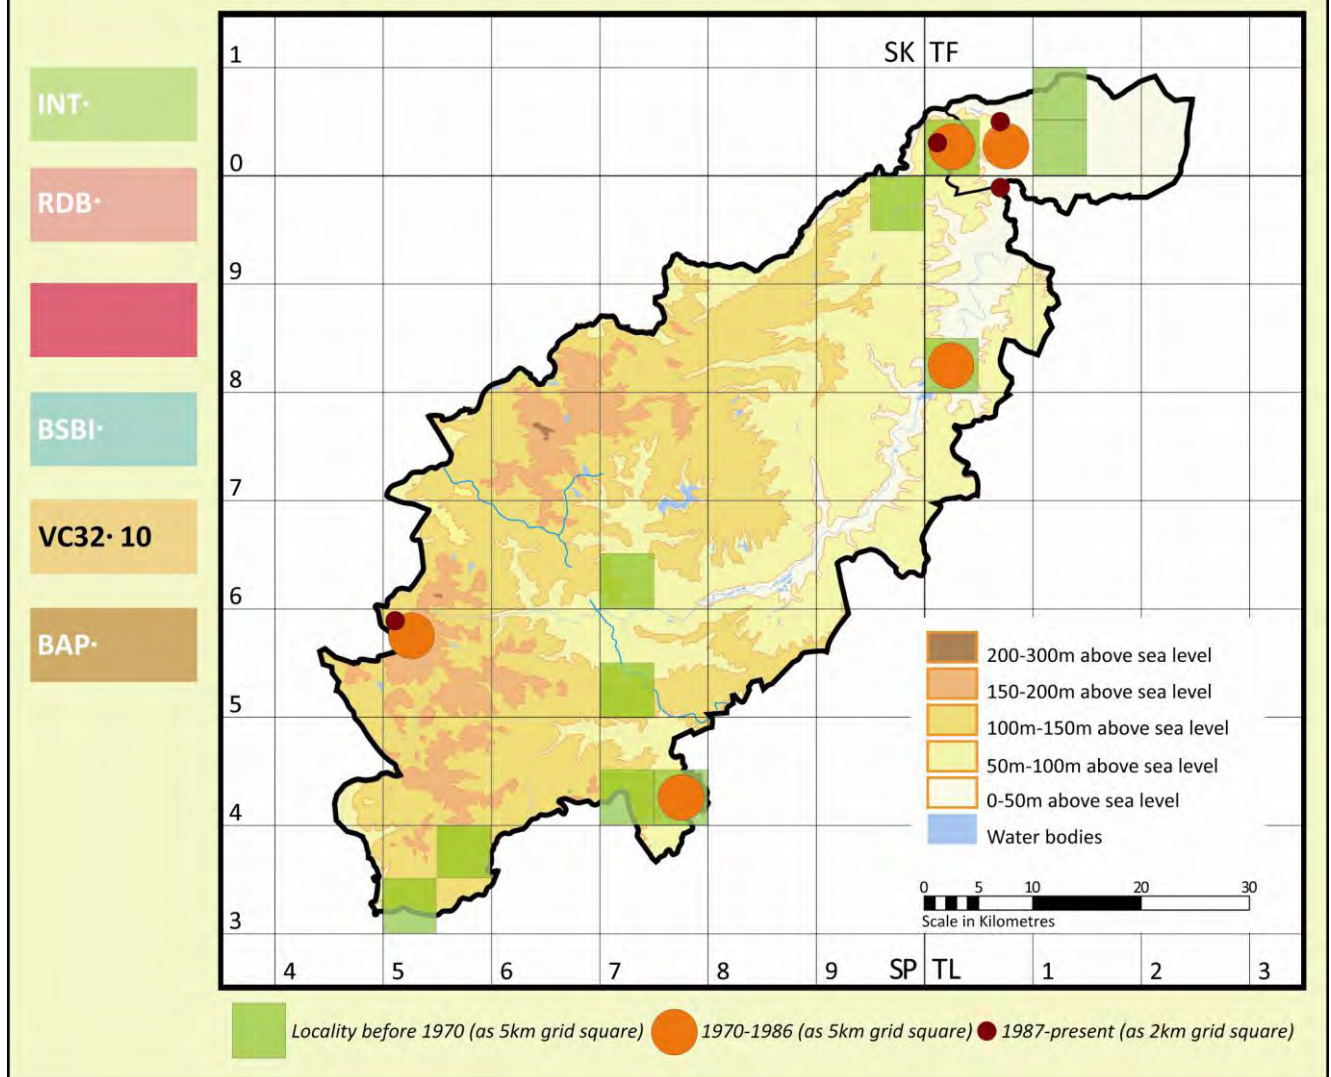 INT·
RDB·
BSBI·
VC32· 10
BAP·
SK TF
1
0
9
8
7
6
5
4
3
4 5 6 7 8 9 SP TL 1 2 3
200-300m above sea level
150-200m above sea level
100m-150m above sea level
50m-100m above sea level
0-50m above sea level
Water bodies
0 5 10 20 30
Scale in Kilometres
Locality before 1970 (as 5km grid square) 1970-1986 (as 5km grid square) 1987-present (as 2km grid square)